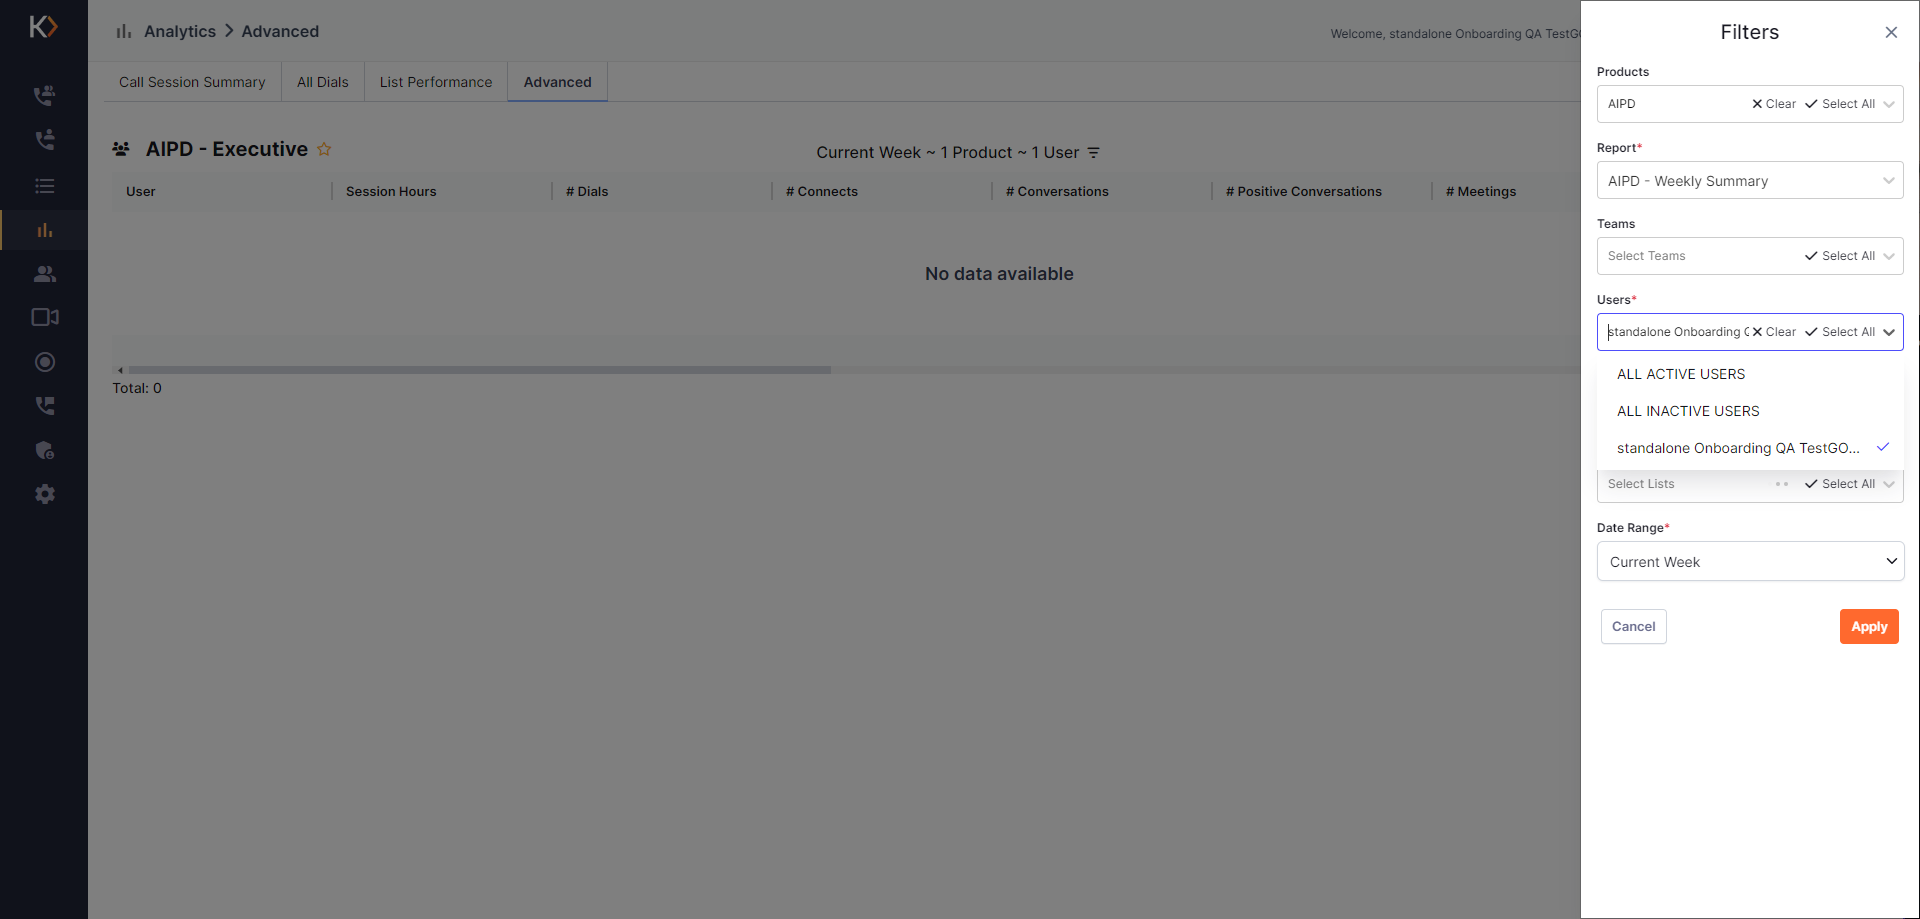 Analytics > Advanced
Welcome, standalone Onboarding QA TestGO
Call Session Summary
All Dials
List Performance
Advanced
AIPD - Executive
Current Week ~ 1 Product ~ 1 User
User
Session Hours
# Dials
# Connects
# Conversations
# Positive Conversations
# Meetings
No data available
Total: 0
Filters
Products
AIPD
Clear
Select All
Report*
AIPD - Weekly Summary
Teams
Select Teams
Select All
Users*
standalone Onboarding Q
Clear
Select All
ALL ACTIVE USERS
ALL INACTIVE USERS
standalone Onboarding QA TestGO...
Select Lists
Select All
Date Range*
Current Week
Cancel
Apply